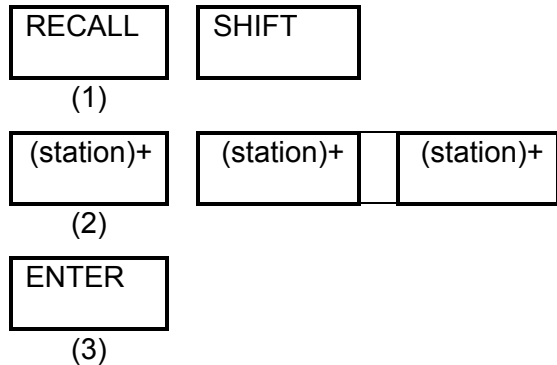 RECALL SHIFT
(1)
(station)+ (station)+ (station)+
(2)
ENTER
(3)